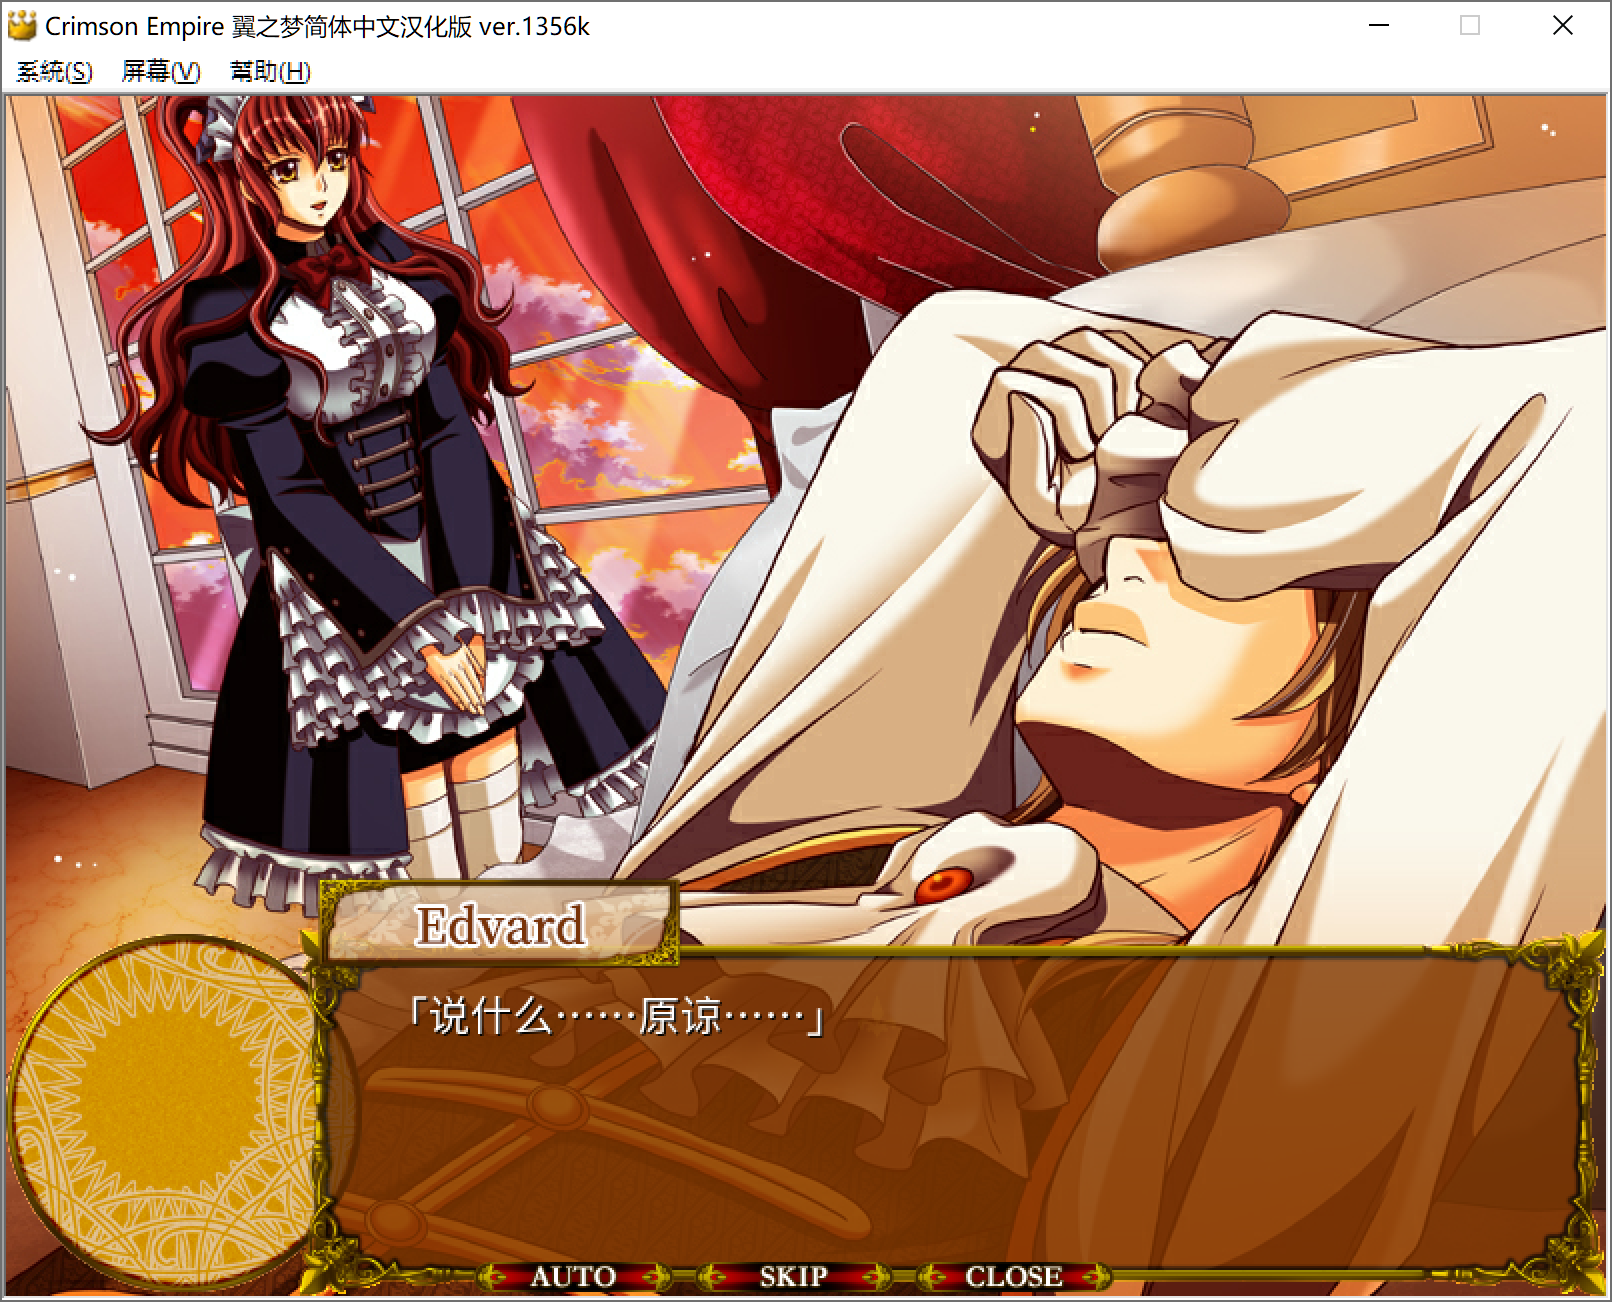 Crimson Empire 翼之梦简体中文汉化版 ver.1356k
系統(S) 屏幕(V) 幫助(H)
Edvard
「说什么……原谅……」
AUTO SKIP CLOSE